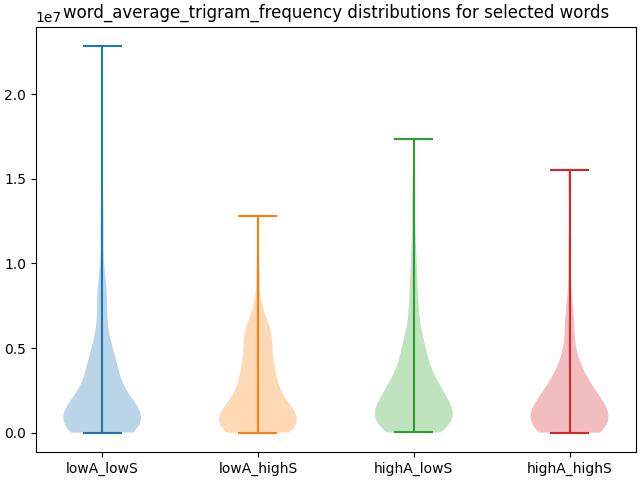 word_average_trigram_frequency distributions for selected words
1e7
2.0
1.5
1.0
0.5
0.0
lowA_lowS lowA_highS highA_lowS highA_highS